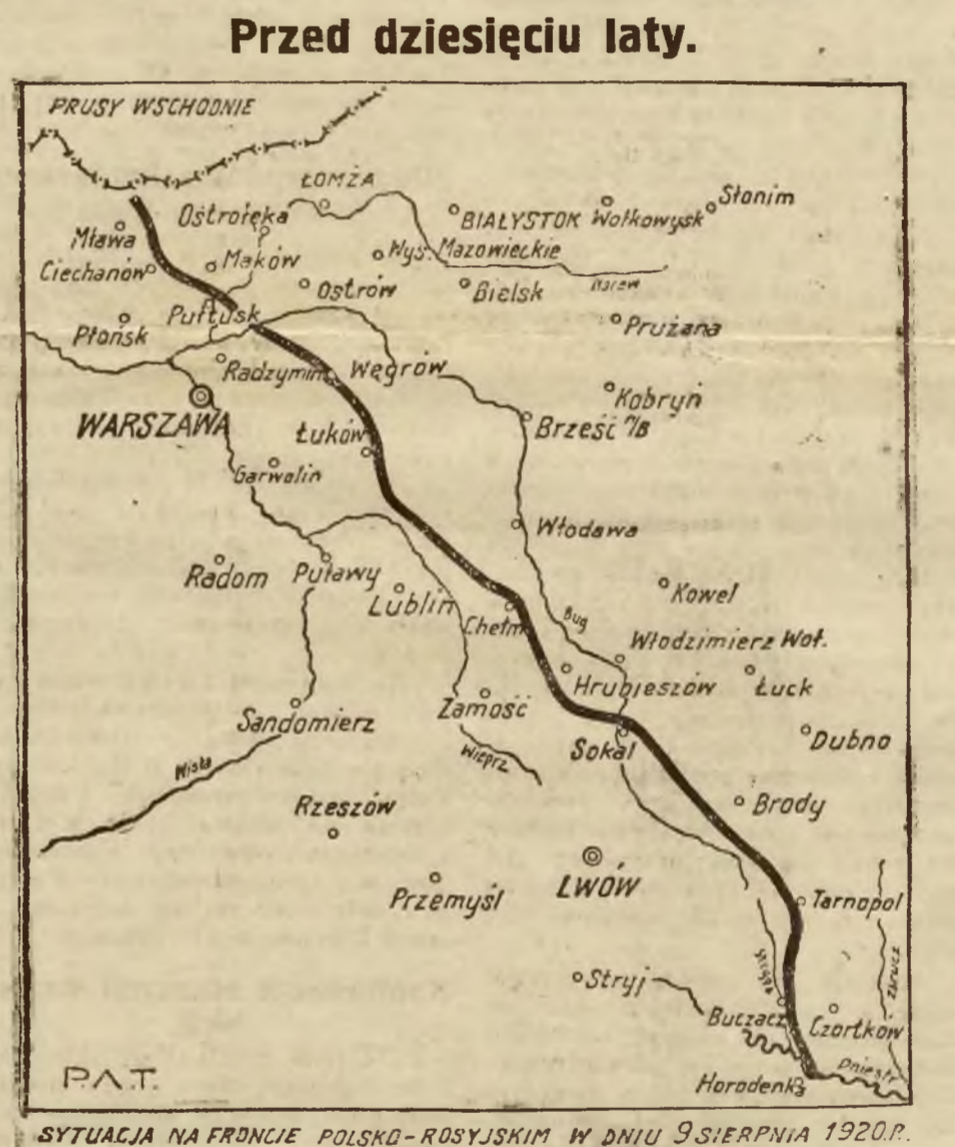 Przed dziesięciu laty.
PRUSY WSCHODNIE
ŁOMŻA
Ostrołęka
BIAŁYSTOK
Wołkowysk
Słonim
Mława
Wys. Mazowieckie
Ciechanów
Maków
Ostrów
Bielsk
Narew
Pułtusk
Płońsk
Prużana
Radzymin
Węgrów
Kobryń
WARSZAWA
Brześć n/B
Łuków
Garwolin
Włodawa
Radom
Puławy
Lublin
Kowel
Chełm
Bug
Włodzimierz Woł.
Hrubieszów
Łuck
Sandomierz
Zamość
Sokal
Dubno
Wisła
Wieprz
Rzeszów
Brody
LWÓW
Przemyśl
Tarnopol
Stryj
Zbrucz
Buczacz
Czortków
Dniestr
P.A.T.
Horodenka
SYTUACJA NA FRONCIE POLSKO-ROSYJSKIM W DNIU 9 SIERPNIA 1920.R.